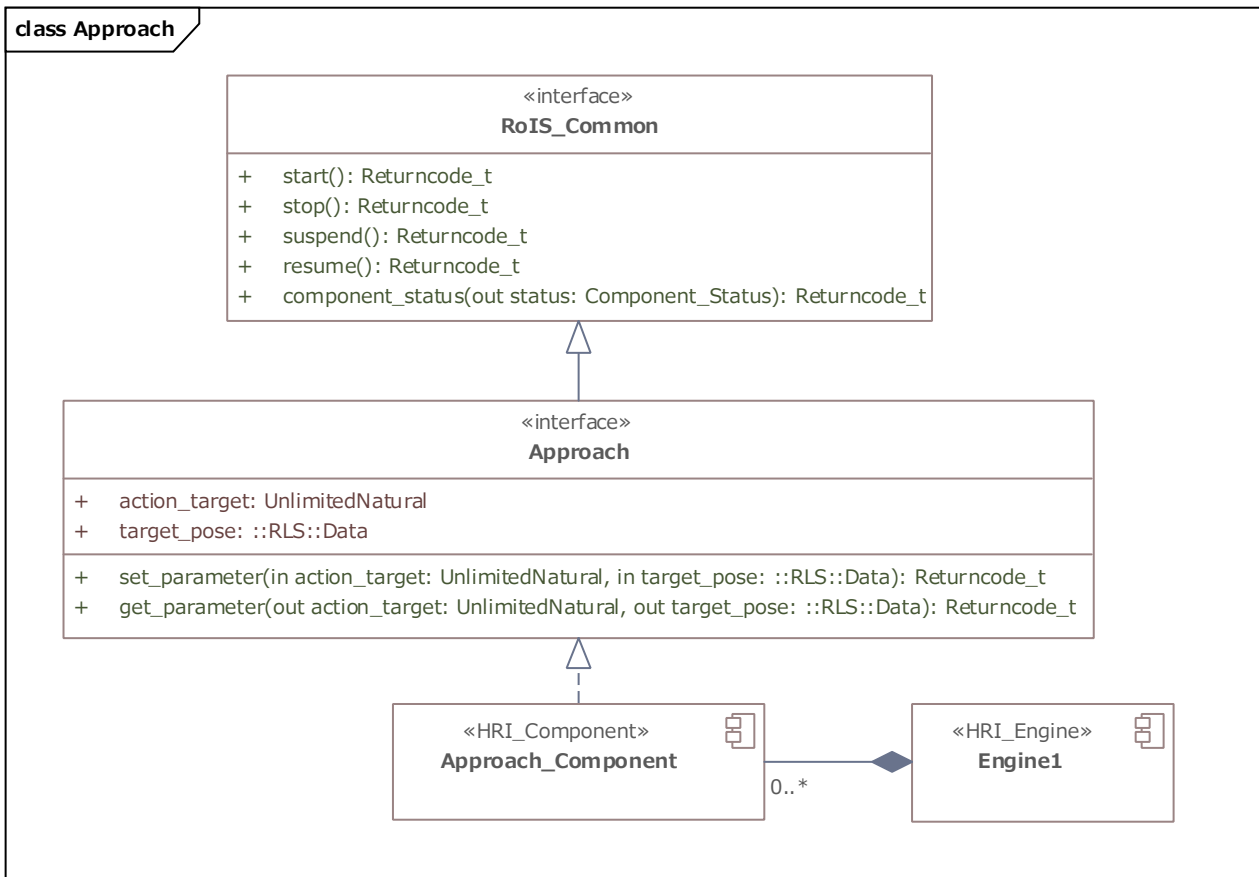 class Approach
«interface»
RoIS_Common
+ start(): Returncode_t
+ stop(): Returncode_t
+ suspend(): Returncode_t
+ resume(): Returncode_t
+ component_status(out status: Component_Status): Returncode_t
«interface»
Approach
+ action_target: UnlimitedNatural
+ target_pose: ::RLS::Data
+ set_parameter(in action_target: UnlimitedNatural, in target_pose: ::RLS::Data): Returncode_t
+ get_parameter(out action_target: UnlimitedNatural, out target_pose: ::RLS::Data): Returncode_t
«HRI_Component»
Approach_Component
0..*
«HRI_Engine»
Engine1